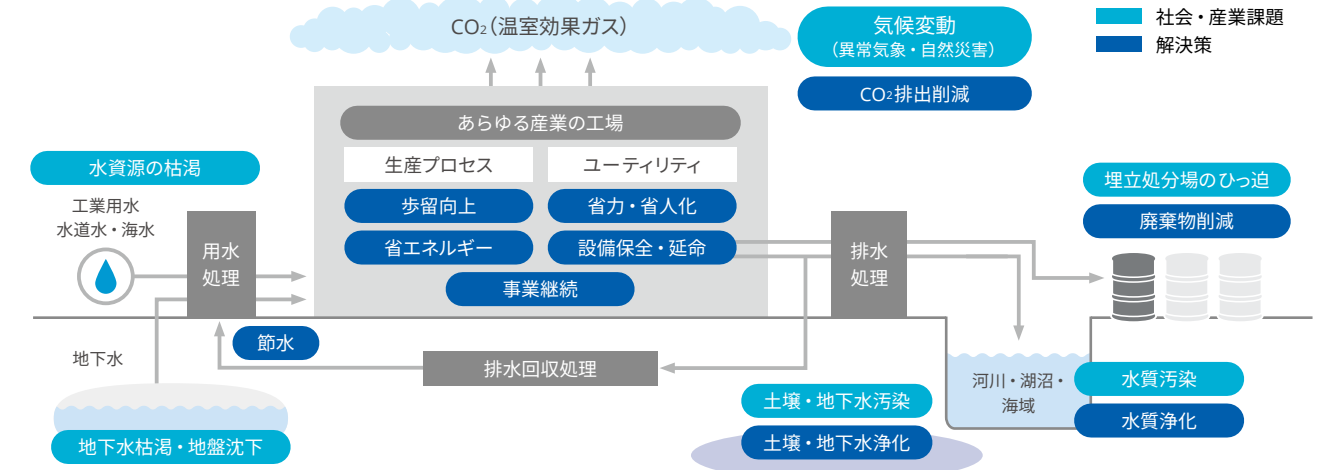 CO2（温室効果ガス）
気候変動
（異常気象・自然災害）
CO2排出削減
社会・産業課題
解決策
あらゆる産業の工場
生産プロセス
ユーティリティ
歩留向上
省力・省人化
省エネルギー
設備保全・延命
事業継続
水資源の枯渇
工業用水
水道水・海水
用水
処理
排水
処理
埋立処分場のひっ迫
廃棄物削減
節水
地下水
排水回収処理
地下水枯渇・地盤沈下
土壌・地下水汚染
土壌・地下水浄化
河川・湖沼・
海域
水質汚染
水質浄化